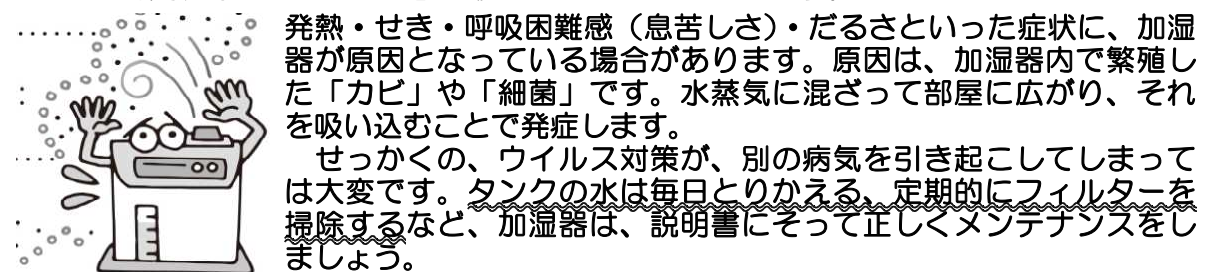 発熱・せき・呼吸困難感（息苦しさ）・だるさといった症状に、加湿
器が原因となっている場合があります。原因は、加湿器内で繁殖し
た「カビ」や「細菌」です。水蒸気に混ざって部屋に広がり、それ
を吸い込むことで発症します。
　せっかくの、ウイルス対策が、別の病気を引き起こしてしまって
は大変です。タンクの水は毎日とりかえる、定期的にフィルターを
掃除するなど、加湿器は、説明書にそって正しくメンテナンスをし
ましょう。